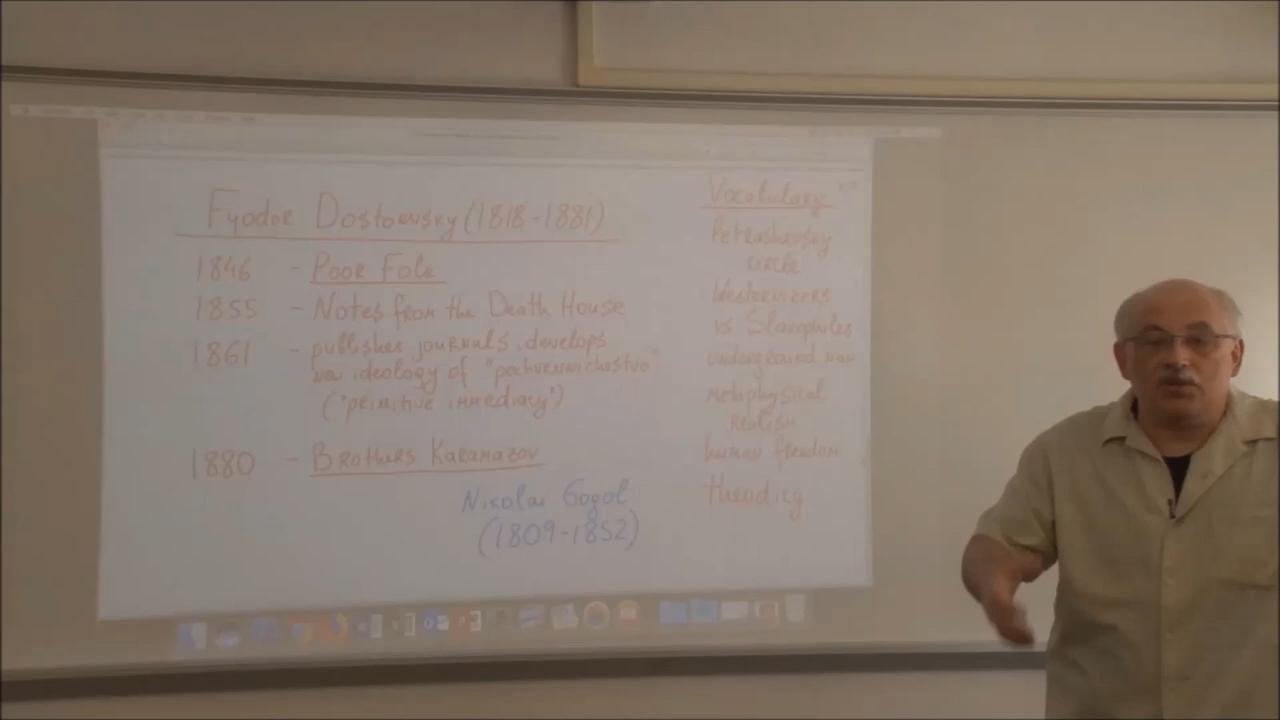 Fyodor Dostoevsky (1818-1881)
1846 - Poor Folk
1855 - Notes from the Death House
1861 - publishes journals, develops
new ideology of "pochvennichestvo"
("primitive immediacy")
1880 - Brothers Karamazov
Nikolai Gogol
(1809-1852)
Vocabulary
Petrashevsky
circle
Westernizers
vs Slavophiles
underground man
metaphysical
realism
human freedom
theodicy